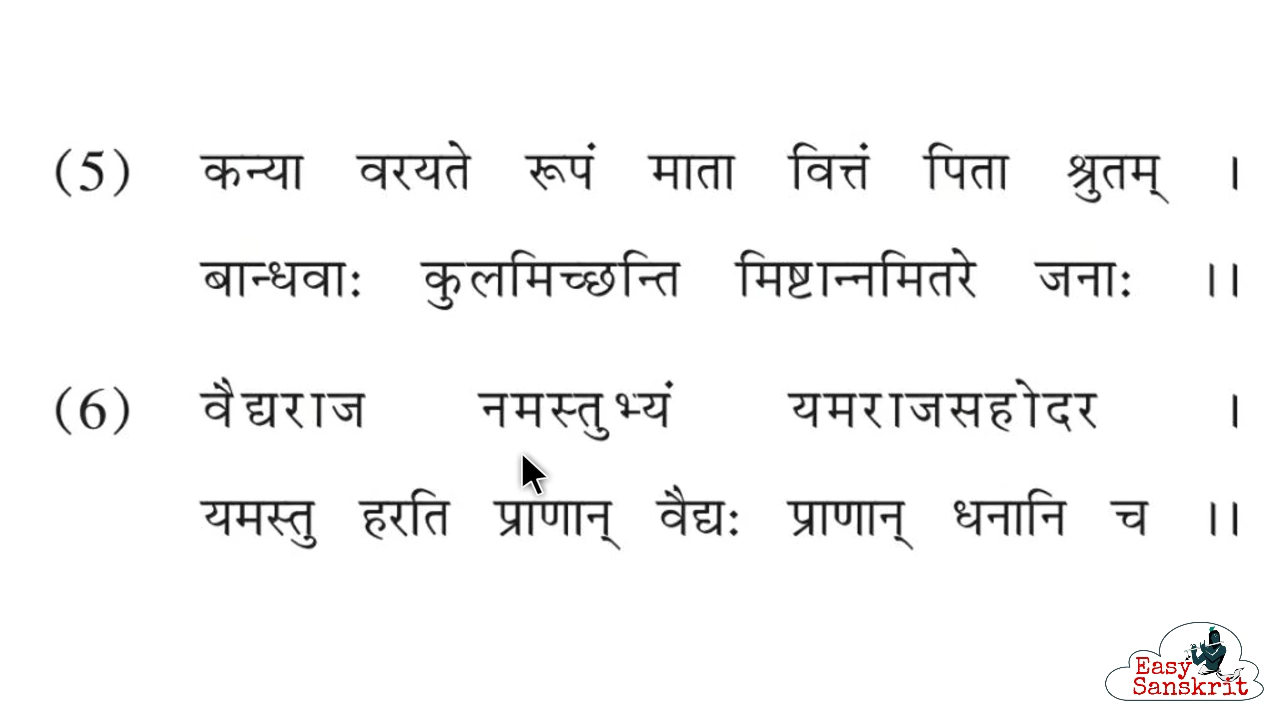 (5) कन्या वरयते रूपं माता वित्तं पिता श्रुतम् ।
बान्धवाः कुलमिच्छन्ति मिष्टान्नमितरे जनाः ।।
(6) वैद्यराज नमस्तुभ्यं यमराजसहोदर ।
यमस्तु हरति प्राणान् वैद्यः प्राणान् धनानि च ।।
Easy
Sanskrit